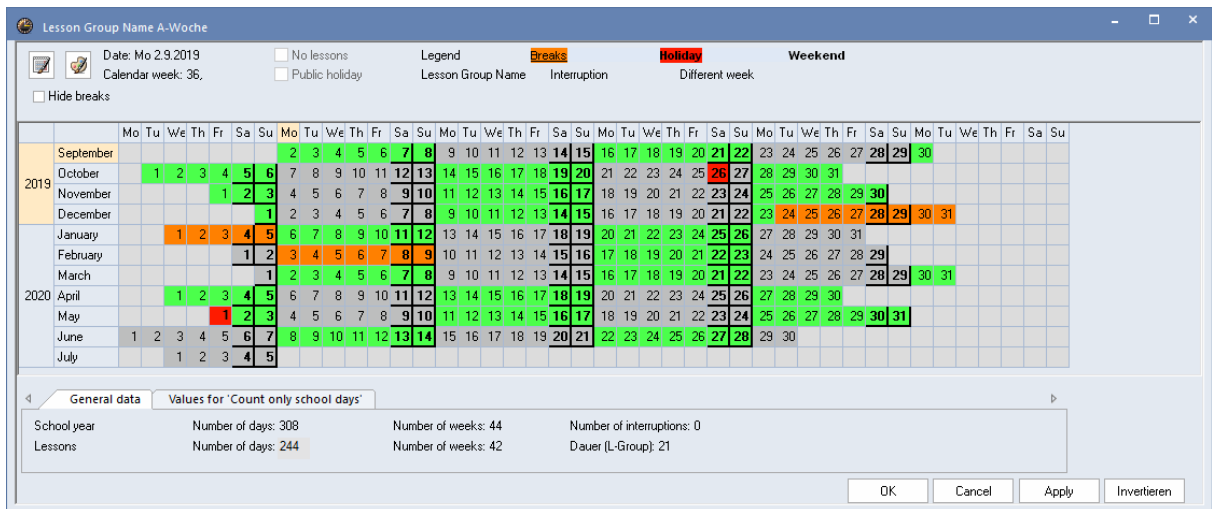 Lesson Group Name A-Woche
Date: Mo 2.9.2019 No lessons Legend Breaks Holiday Weekend
Calendar week: 36, Public holiday Lesson Group Name Interruption Different week
Hide breaks
Mo Tu We Th Fr Sa Su Mo Tu We Th Fr Sa Su Mo Tu We Th Fr Sa Su Mo Tu We Th Fr Sa Su Mo Tu We Th Fr Sa Su Mo Tu We Th Fr Sa Su
September 2 3 4 5 6 7 8 9 10 11 12 13 14 15 16 17 18 19 20 21 22 23 24 25 26 27 28 29 30
2019 October 1 2 3 4 5 6 7 8 9 10 11 12 13 14 15 16 17 18 19 20 21 22 23 24 25 26 27 28 29 30 31
November 1 2 3 4 5 6 7 8 9 10 11 12 13 14 15 16 17 18 19 20 21 22 23 24 25 26 27 28 29 30
December 1 2 3 4 5 6 7 8 9 10 11 12 13 14 15 16 17 18 19 20 21 22 23 24 25 26 27 28 29 30 31
January 1 2 3 4 5 6 7 8 9 10 11 12 13 14 15 16 17 18 19 20 21 22 23 24 25 26 27 28 29 30 31
February 1 2 3 4 5 6 7 8 9 10 11 12 13 14 15 16 17 18 19 20 21 22 23 24 25 26 27 28 29
March 1 2 3 4 5 6 7 8 9 10 11 12 13 14 15 16 17 18 19 20 21 22 23 24 25 26 27 28 29 30 31
2020 April 1 2 3 4 5 6 7 8 9 10 11 12 13 14 15 16 17 18 19 20 21 22 23 24 25 26 27 28 29 30
May 1 2 3 4 5 6 7 8 9 10 11 12 13 14 15 16 17 18 19 20 21 22 23 24 25 26 27 28 29 30 31
June 1 2 3 4 5 6 7 8 9 10 11 12 13 14 15 16 17 18 19 20 21 22 23 24 25 26 27 28 29 30
July 1 2 3 4 5
General data Values for 'Count only school days'
School year Number of days: 308 Number of weeks: 44 Number of interruptions: 0
Lessons Number of days: 244 Number of weeks: 42 Dauer (L-Group): 21
OK Cancel Apply Invertieren